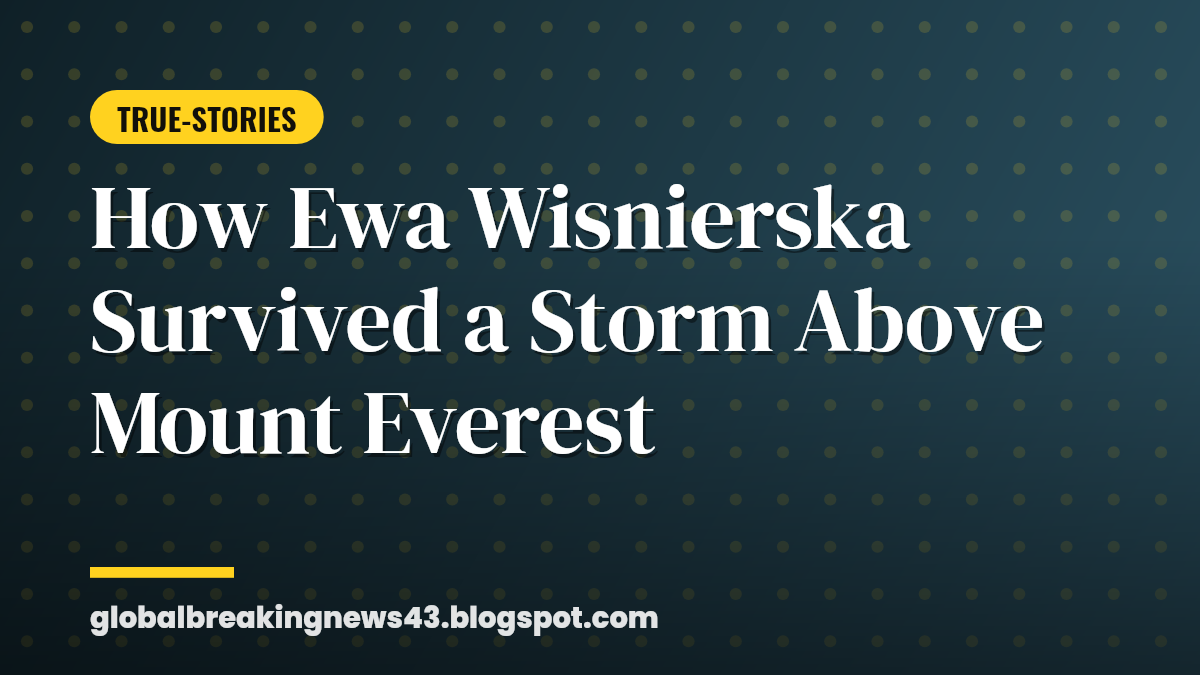 TRUE-STORIES
How Ewa Wisnierska
Survived a Storm Above
Mount Everest
globalbreakingnews43.blogspot.com